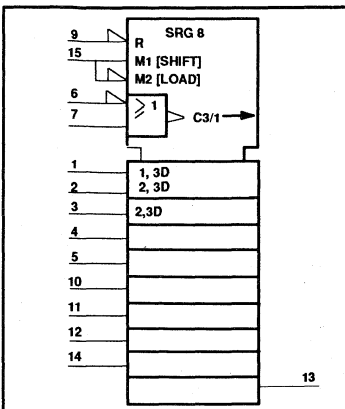 SRG 8
9
R
15
M1 [SHIFT]
M2 [LOAD]
6
≥ 1
7
C3/1
1
1, 3D
2
2, 3D
3
2,3D
4
5
10
11
12
14
13